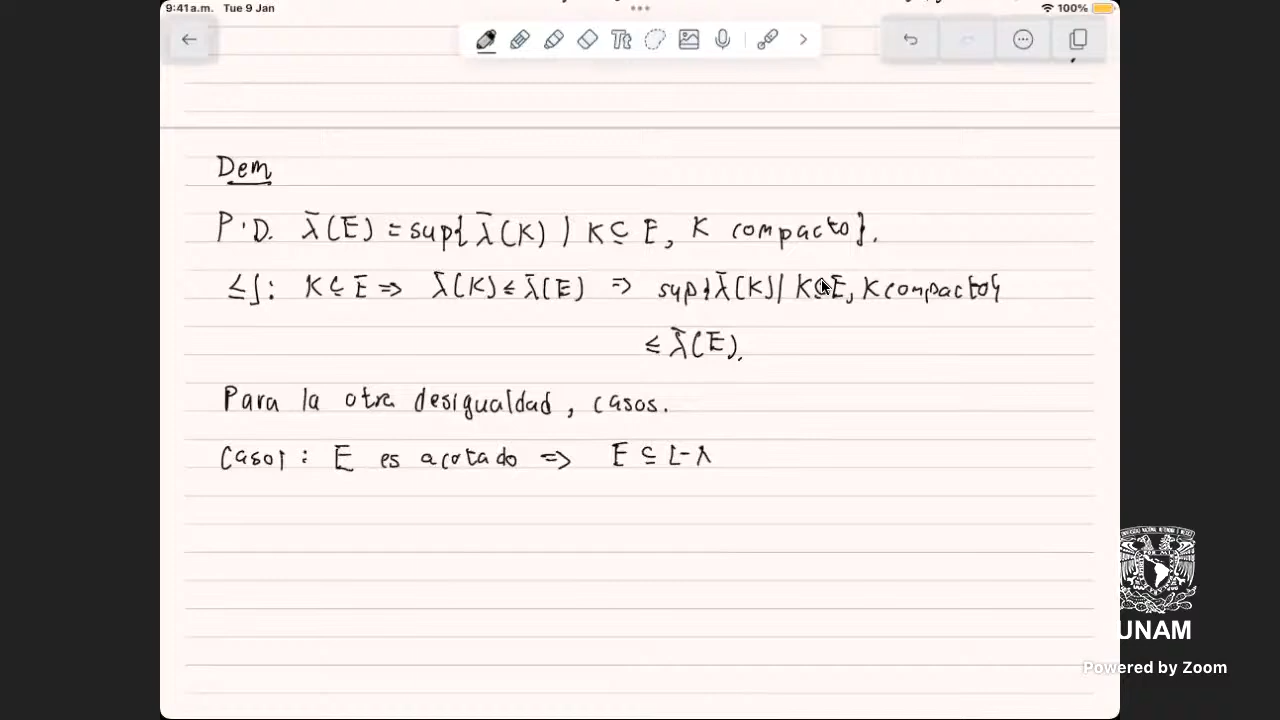 9:41 a.m. Tue 9 Jan
100%
Dem
P.D. λ̄(E) = sup{ λ̄(K) | K ⊆ E, K compacto}.
≤]: K ⊆ E ⇒ λ̄(K) ≤ λ̄(E) ⇒ sup{λ̄(K) | K ⊆ E, K compacto}
≤ λ̄(E).
Para la otra desigualdad, casos.
Caso 1: E es acotado ⇒ E ⊆ [-λ
UNAM
Powered by Zoom